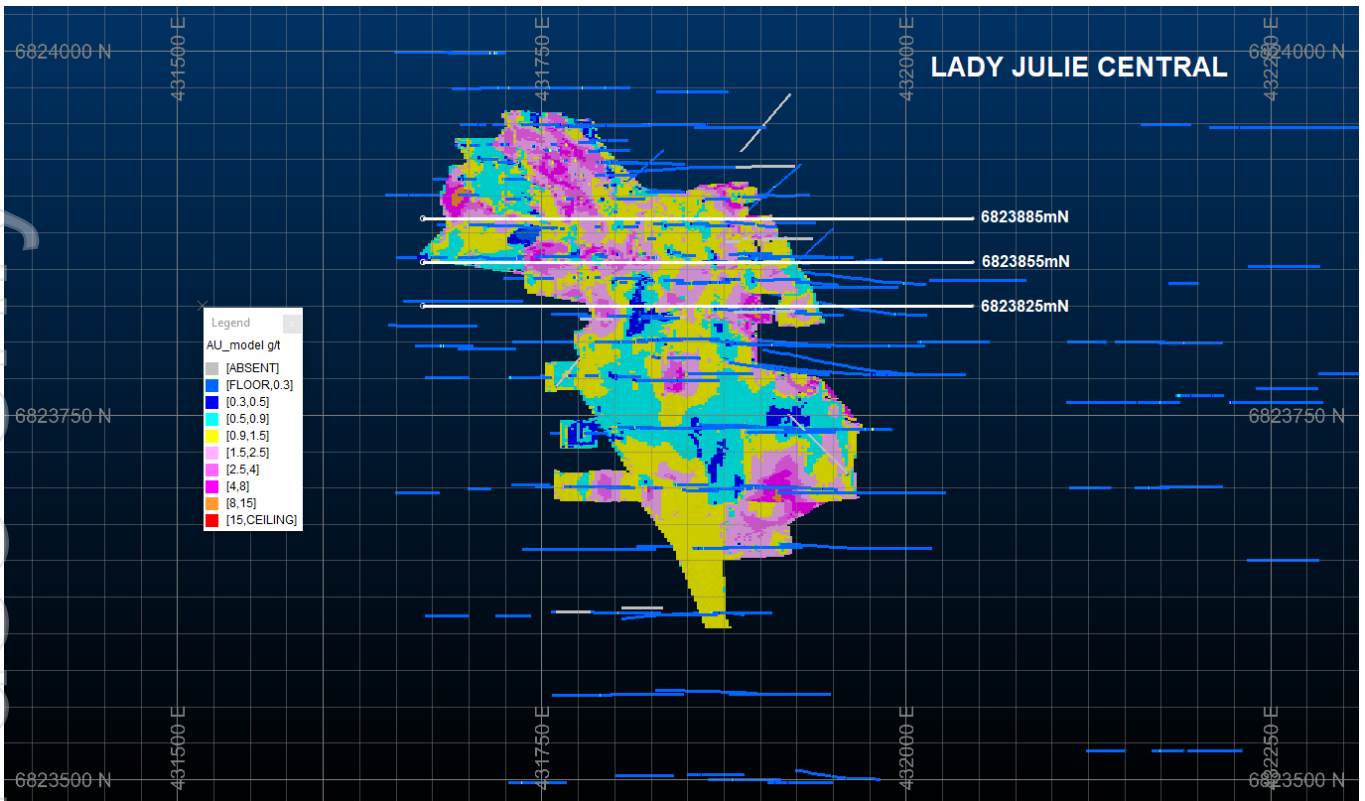 6824000 N
431500 E
431750 E
432000 E
432250 E
6824000 N
LADY JULIE CENTRAL
6823885mN
6823855mN
6823825mN
Legend
AU_model g/t
[ABSENT]
[FLOOR,0.3]
[0.3,0.5]
[0.5,0.9]
[0.9,1.5]
[1.5,2.5]
[2.5,4]
[4,8]
[8,15]
[15,CEILING]
6823750 N
6823750 N
431500 E
431750 E
432000 E
432250 E
6823500 N
6823500 N